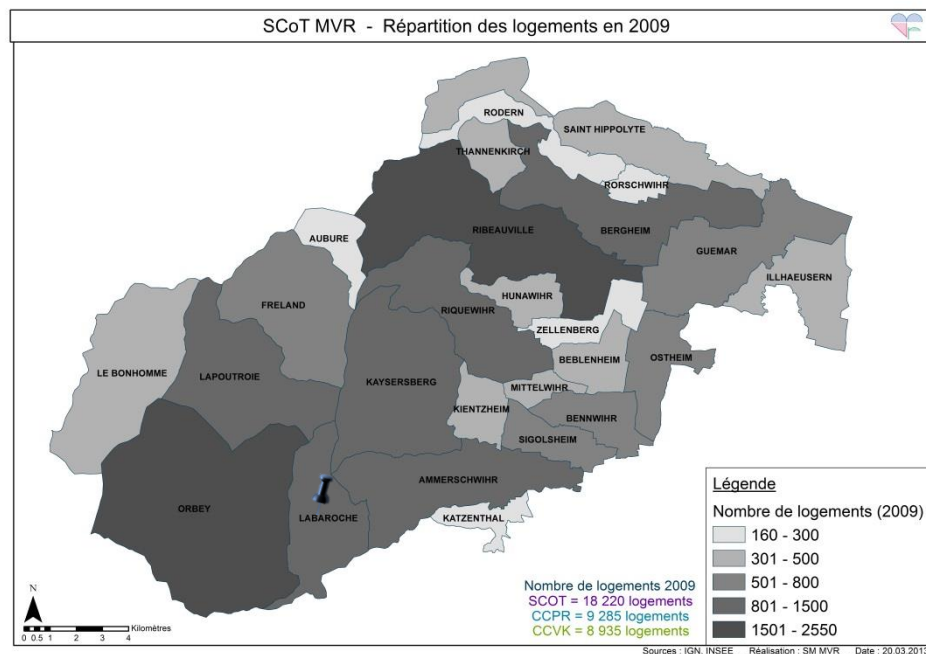 SCoT MVR - Répartition des logements en 2009
RODERN
SAINT HIPPOLYTE
THANNENKIRCH
RORSCHWIHR
AUBURE
RIBEAUVILLE
BERGHEIM
GUEMAR
ILLHAEUSERN
FRELAND
HUNAWIHR
RIQUEWIHR
ZELLENBERG
LE BONHOMME
LAPOUTROIE
KAYSERSBERG
BEBLENHEIM
OSTHEIM
MITTELWIHR
KIENTZHEIM
BENNWIHR
SIGOLSHEIM
ORBEY
AMMERSCHWIHR
LABAROCHE
KATZENTHAL
Légende
Nombre de logements (2009)
160 - 300
301 - 500
501 - 800
801 - 1500
1501 - 2550
Nombre de logements 2009
SCOT = 18 220 logements
CCPR = 9 285 logements
CCVK = 8 935 logements
N
Kilomètres
0 0.5 1 2 3 4
Sources : IGN, INSEE Réalisation : SM MVR Date : 20.03.2013